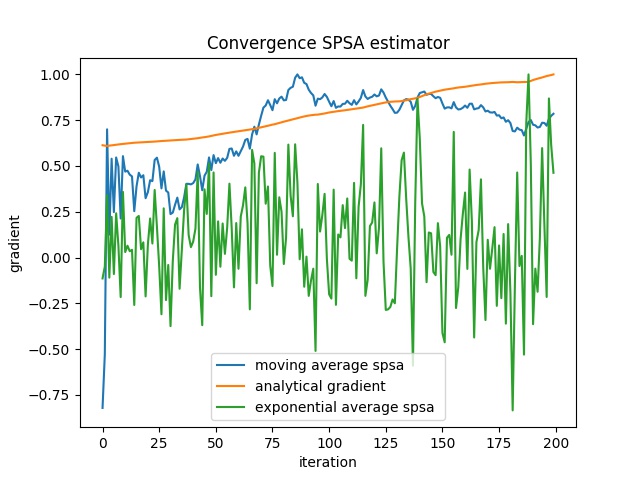 Convergence SPSA estimator
1.00
0.75
0.50
0.25
0.00
−0.25
−0.50
−0.75
gradient
moving average spsa
analytical gradient
exponential average spsa
0 25 50 75 100 125 150 175 200
iteration